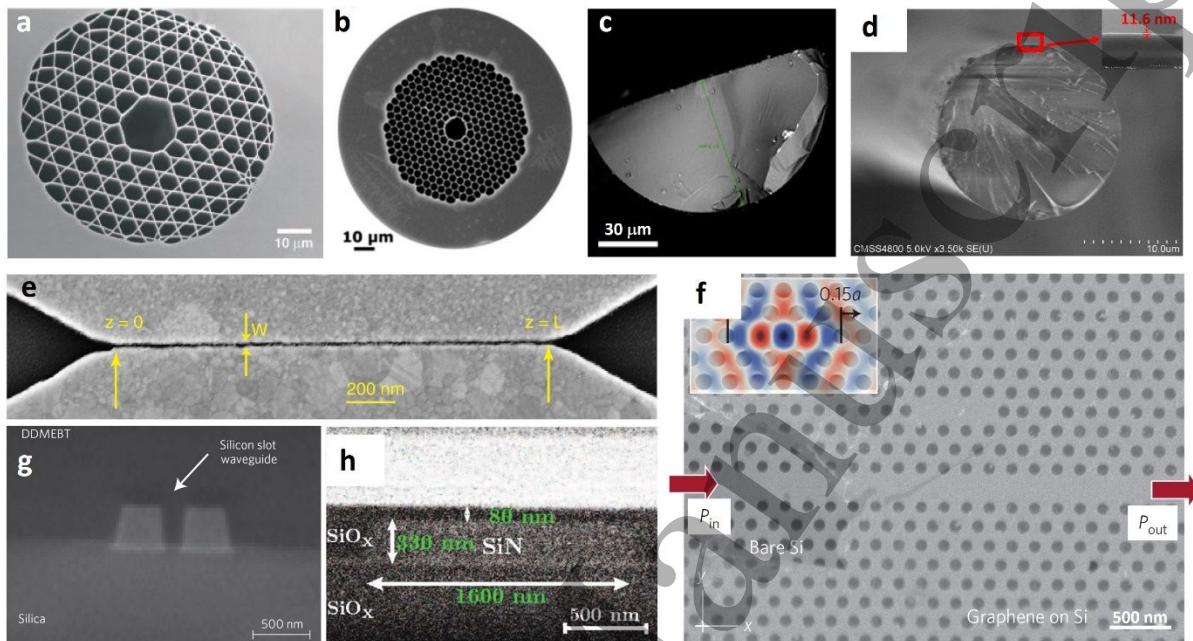 a
10 µm
b
10 µm
c
30 µm
d
11.6 nm
CMSS4800 5.0kV x3.50k SE(U)
10.0um
e
z = 0
W
z = L
200 nm
f
0.15a
P in
Bare Si
y
x
P out
Graphene on Si
500 nm
g
DDMEBT
Silicon slot
waveguide
Silica
500 nm
h
80 nm
SiOx
330 nm
SiN
1600 nm
SiOx
500 nm